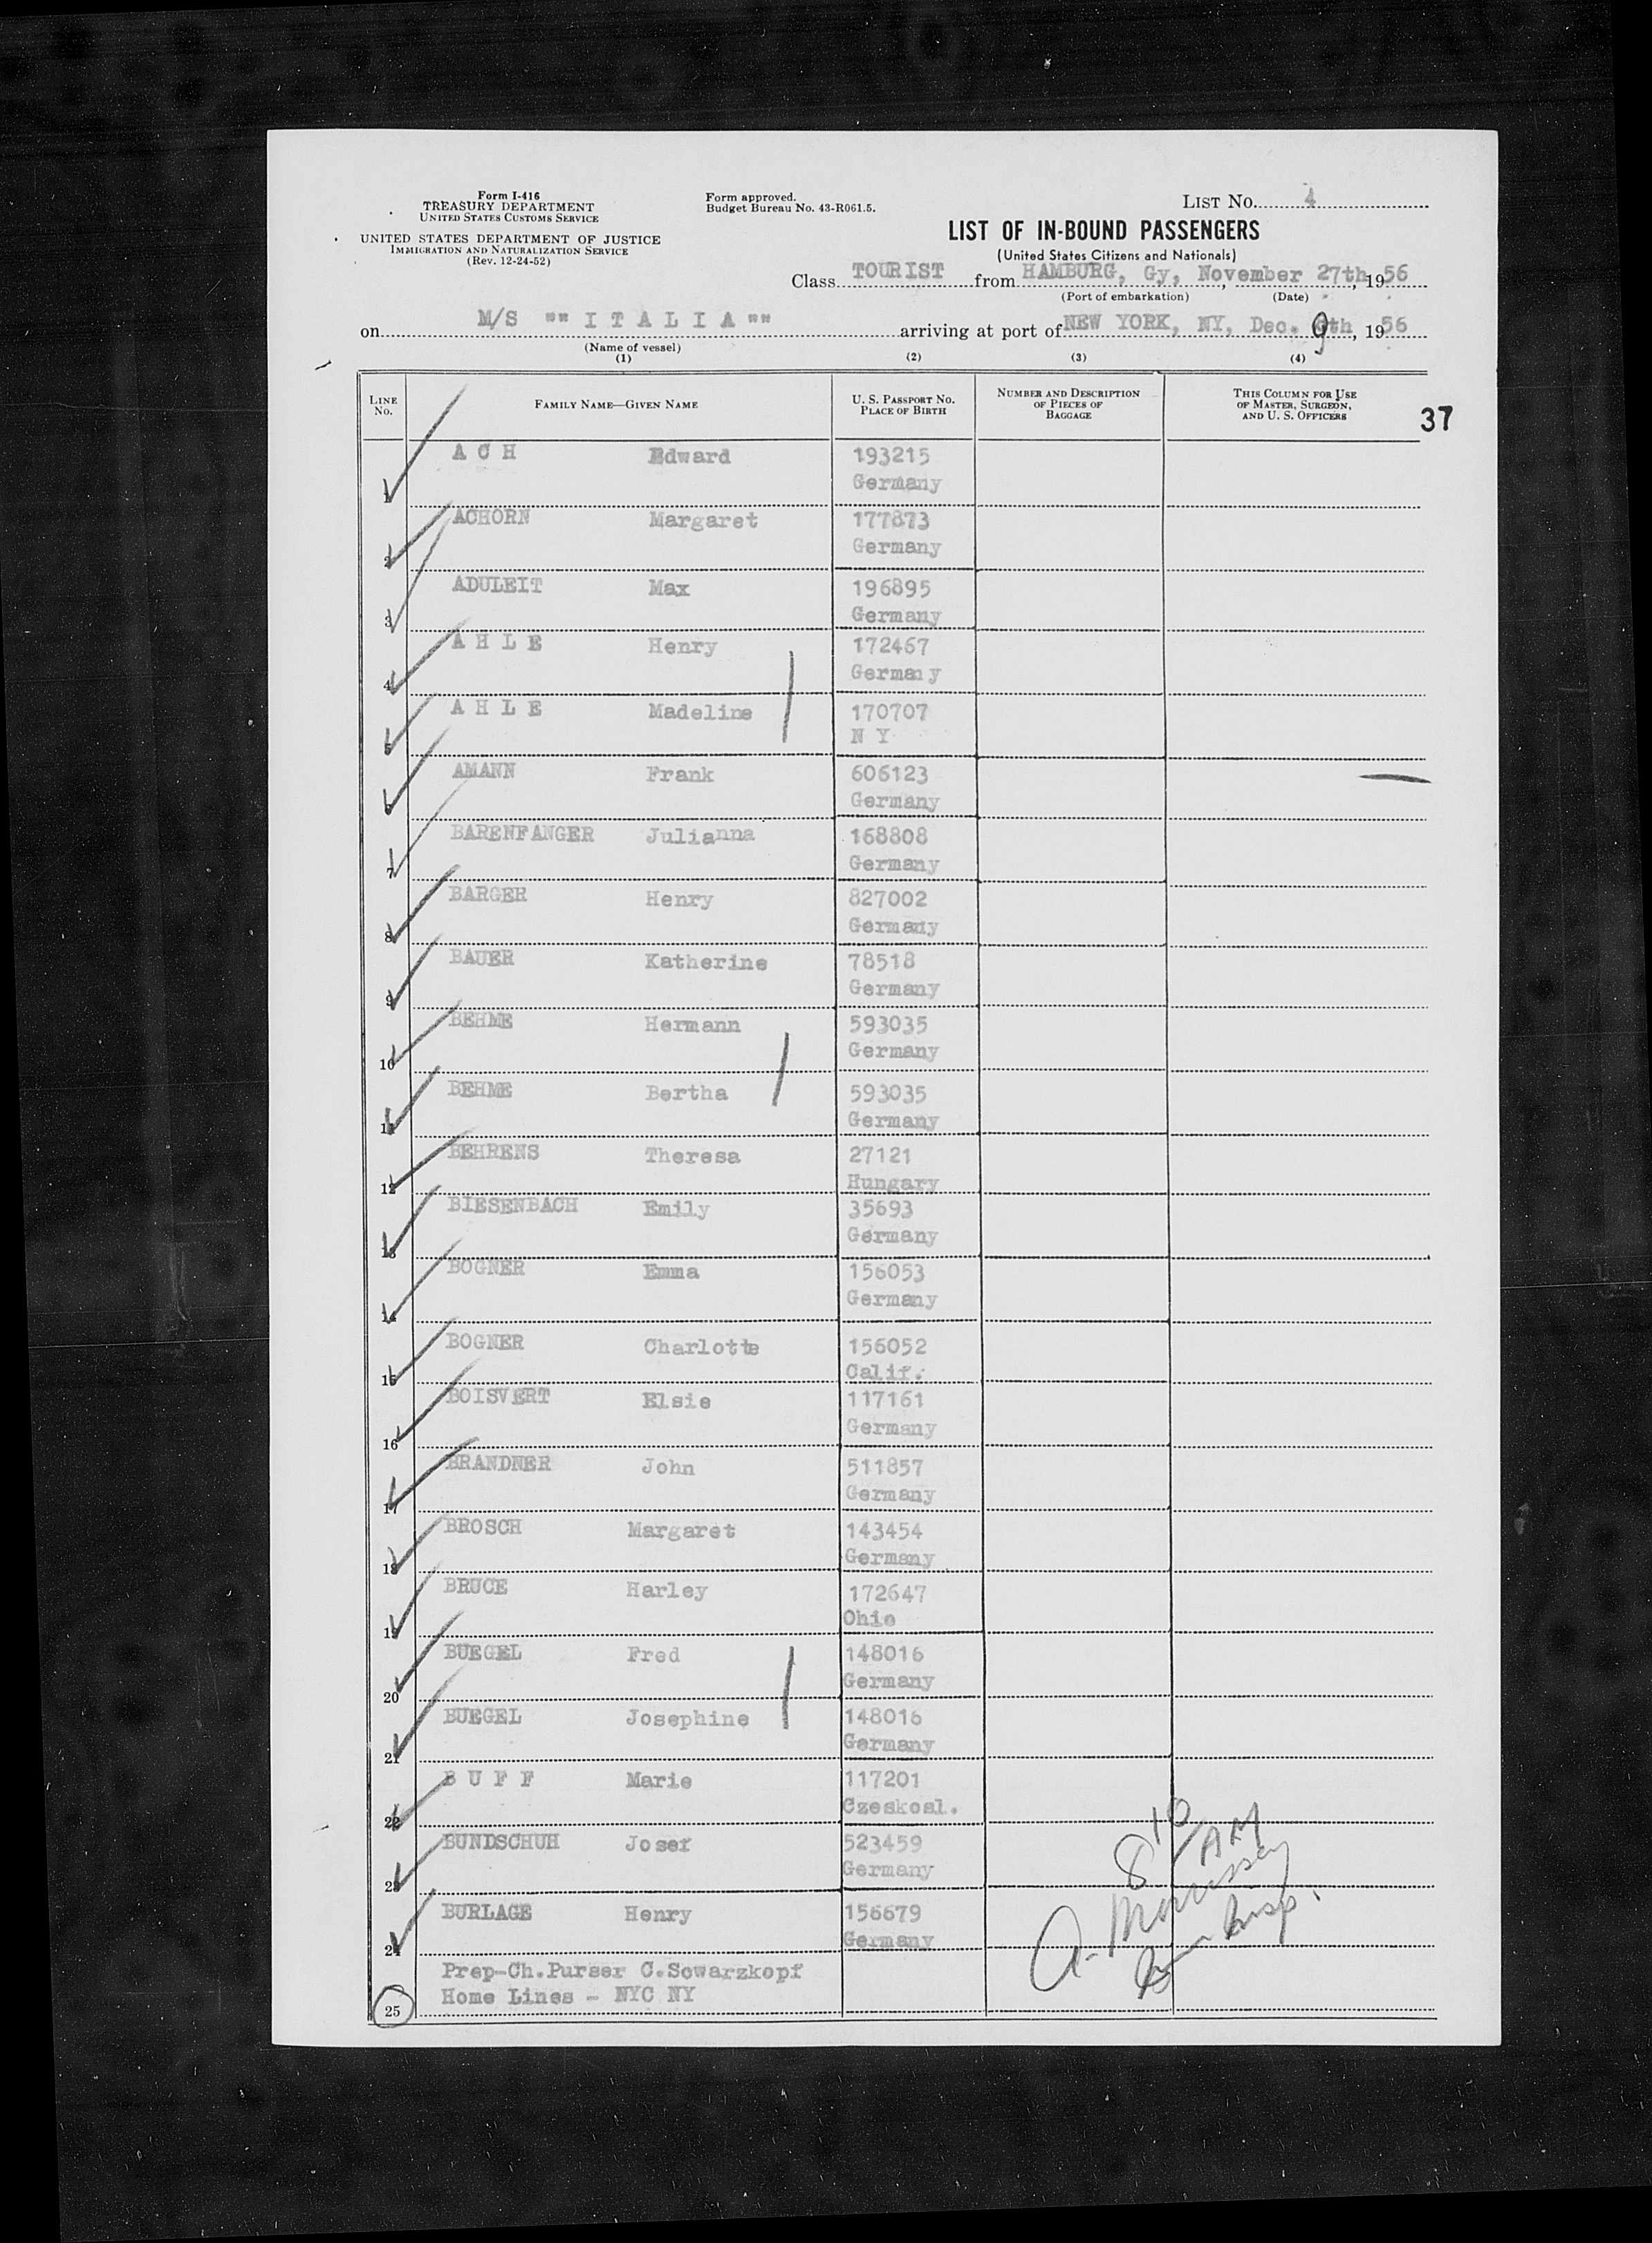 Form I-416
TREASURY DEPARTMENT
UNITED STATES CUSTOMS SERVICE
UNITED STATES DEPARTMENT OF JUSTICE
IMMIGRATION AND NATURALIZATION SERVICE
(Rev. 12-24-52)
Form approved.
Budget Bureau No. 43-R061.5.
LIST No. 4
LIST OF IN-BOUND PASSENGERS
(United States Citizens and Nationals)
Class TOURIST from HAMBURG, Gy, November 27th, 1956
(Port of embarkation) (Date)
on M/S "" I T A L I A "" arriving at port of NEW YORK, NY, Dec. 9th, 1956
(Name of vessel)
(1) (2) (3) (4)
LINE No. FAMILY NAME—GIVEN NAME U. S. PASSPORT NO. PLACE OF BIRTH NUMBER AND DESCRIPTION OF PIECES OF BAGGAGE THIS COLUMN FOR USE OF MASTER, SURGEON, AND U. S. OFFICERS
37
1 A C H Edward 193215
Germany
2 ACHORN Margaret 177873
Germany
3 ADULEIT Max 196895
Germany
4 A H L E Henry 172467
Germany
5 A H L E Madeline 170707
N Y
6 AMANN Frank 606123
Germany
7 BARENFANGER Julianna 168808
Germany
8 BARGER Henry 827002
Germany
9 BAUER Katherine 78518
Germany
10 BEHME Hermann 593035
Germany
11 BEHME Bertha 593035
Germany
12 BEHRENS Theresa 27121
Hungary
13 BIESENBACH Emily 35693
Germany
14 BOGNER Emma 156053
Germany
15 BOGNER Charlotte 156052
Calif.
16 BOISVERT Elsie 117161
Germany
17 BRANDNER John 511857
Germany
18 BROSCH Margaret 143454
Germany
19 BRUCE Harley 172647
Ohio
20 BUEGEL Fred 148016
Germany
21 BUEGEL Josephine 148016
Germany
22 B U F F Marie 117201
Czeskosl.
23 BUNDSCHUH Josef 523459
Germany
24 BURLAGE Henry 156679
Germany
8 10 AM
A. Morrissey
Imm Insp.
Prep-Ch.Purser C.Sowarzkopf
25 Home Lines - NYC NY